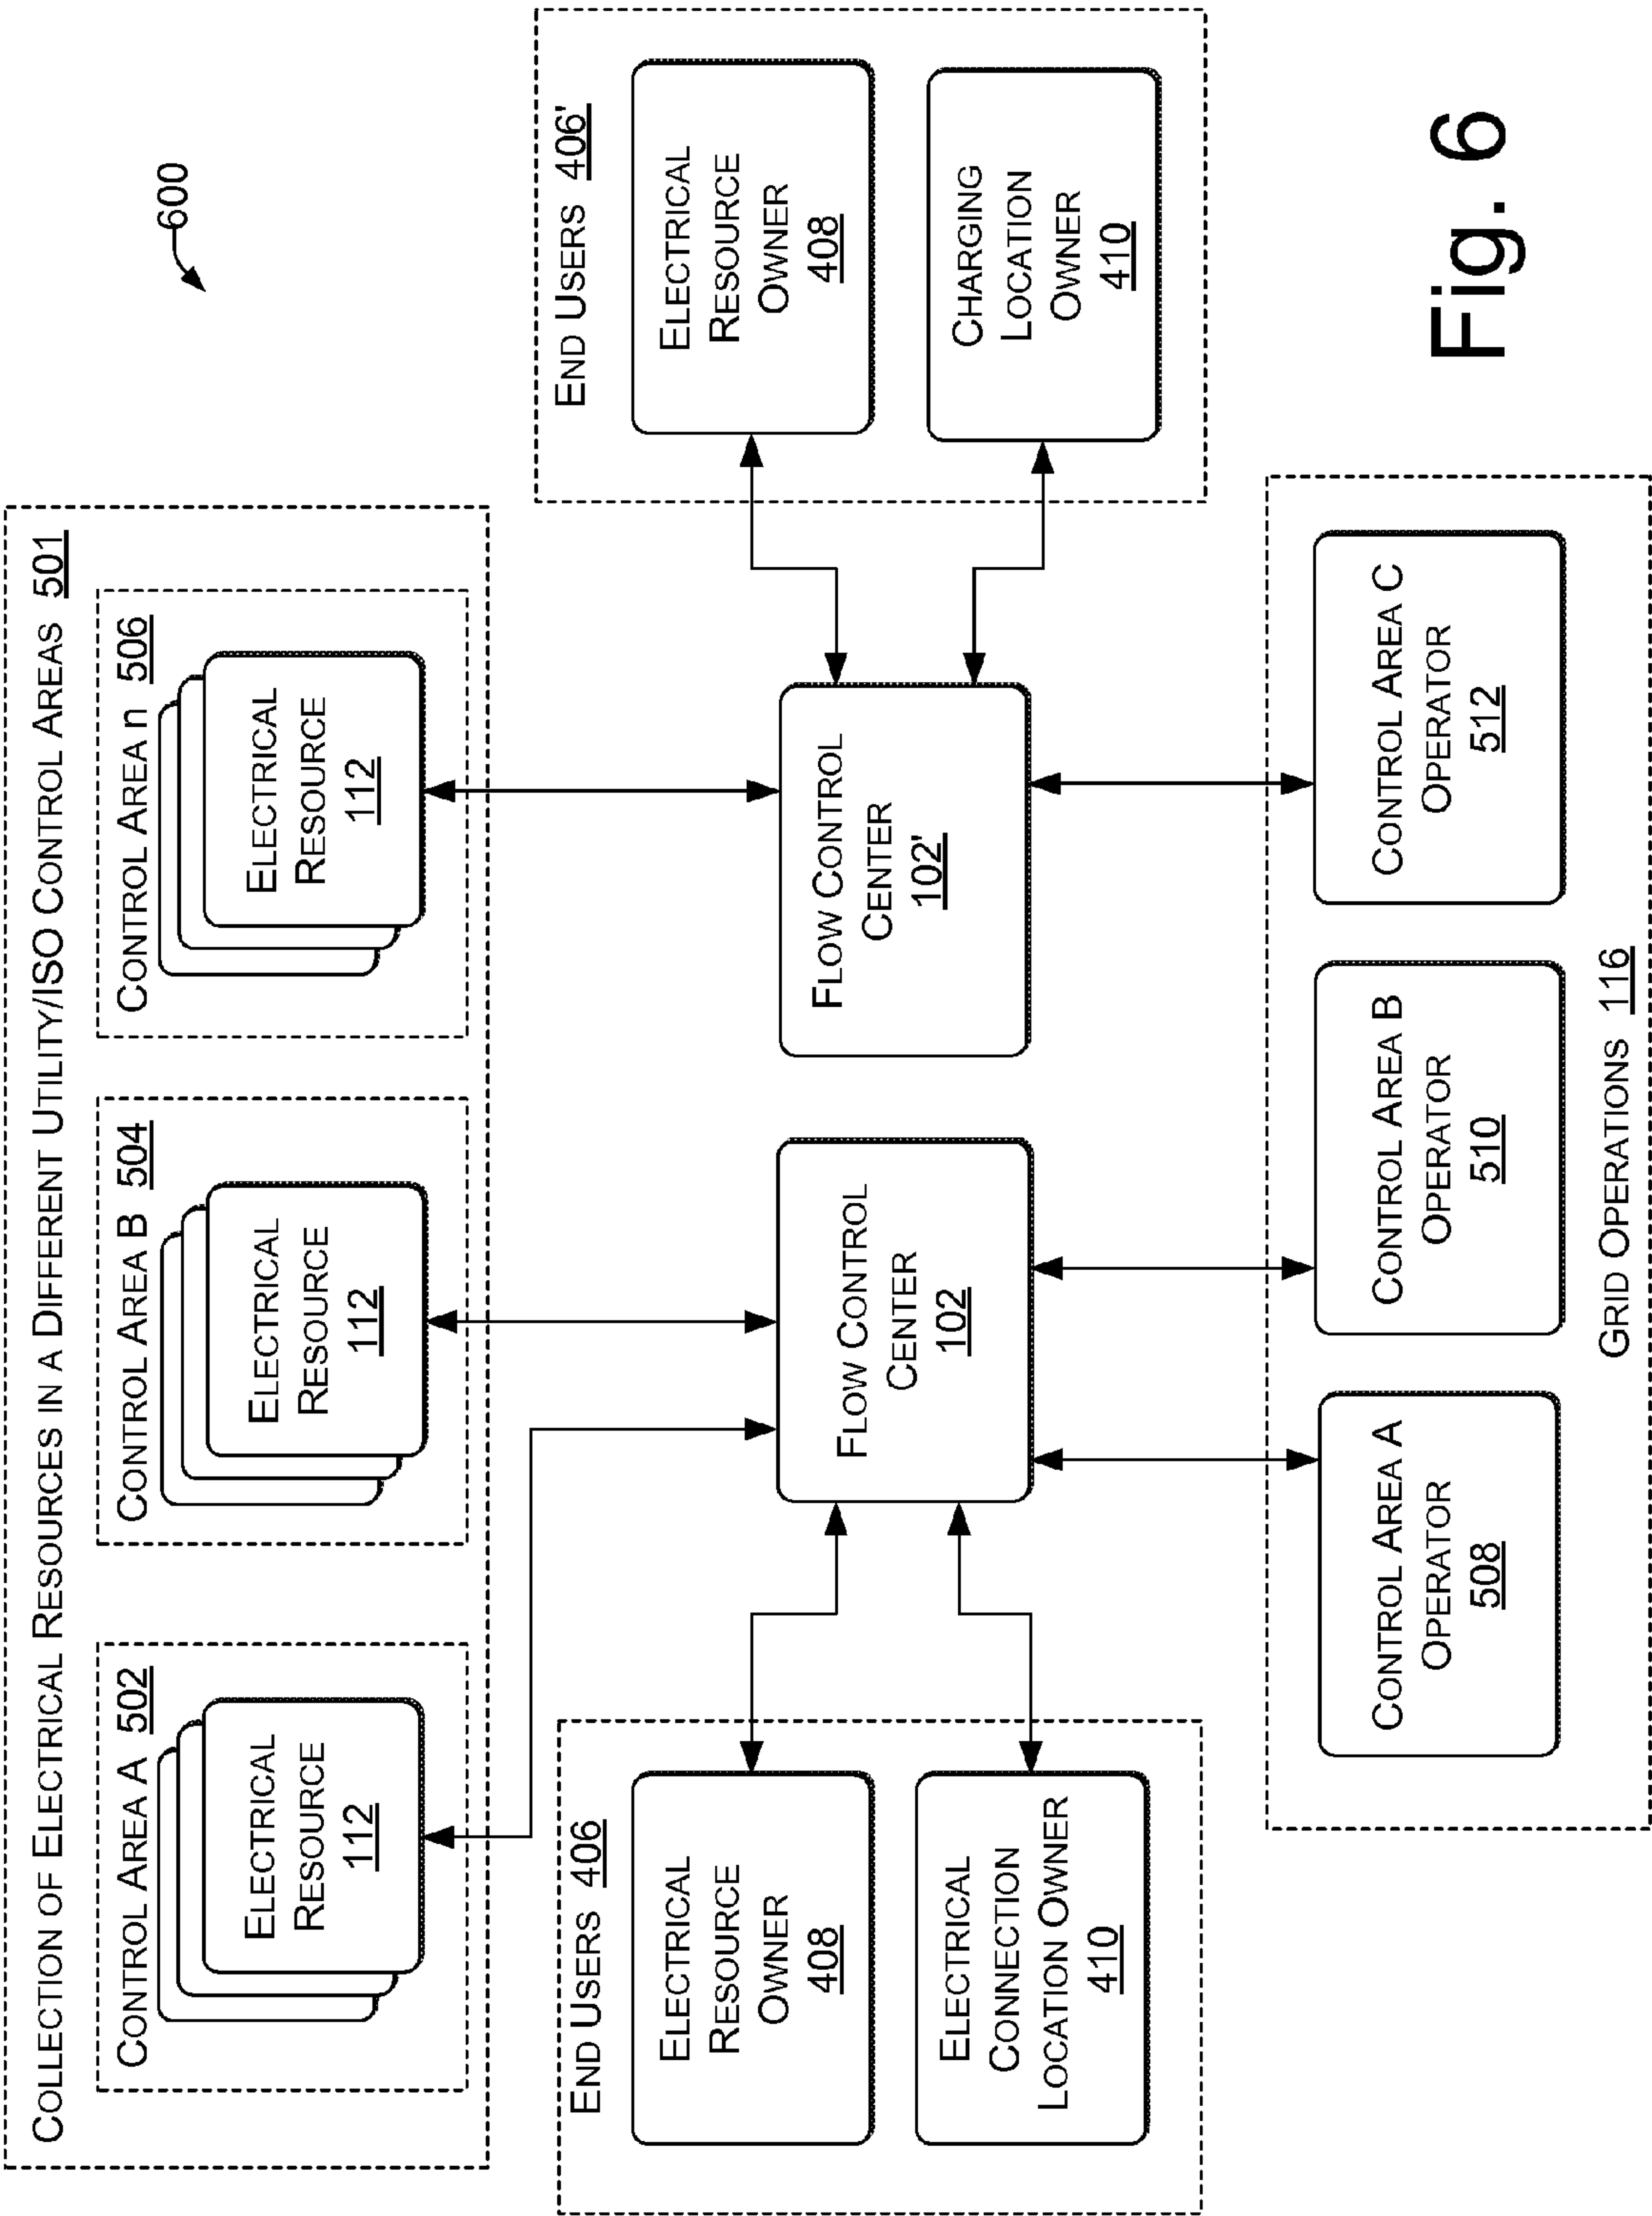 600
COLLECTION OF ELECTRICAL RESOURCES IN A DIFFERENT UTILITY/ISO CONTROL AREAS 501
CONTROL AREA A 502
ELECTRICAL
RESOURCE
112
CONTROL AREA B 504
ELECTRICAL
RESOURCE
112
CONTROL AREA n 506
ELECTRICAL
RESOURCE
112
END USERS 406
ELECTRICAL
RESOURCE
OWNER
408
ELECTRICAL
CONNECTION
LOCATION OWNER
410
FLOW CONTROL
CENTER
102
FLOW CONTROL
CENTER
102'
END USERS 406'
ELECTRICAL
RESOURCE
OWNER
408
CHARGING
LOCATION
OWNER
410
CONTROL AREA A
OPERATOR
508
CONTROL AREA B
OPERATOR
510
CONTROL AREA C
OPERATOR
512
GRID OPERATIONS 116
Fig. 6